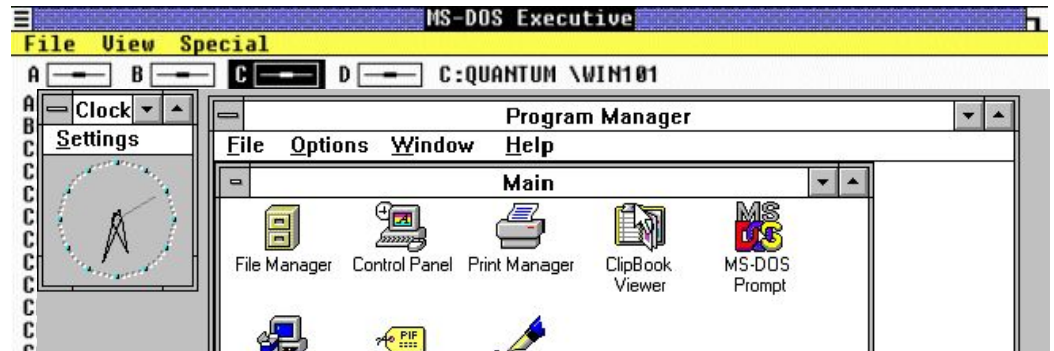 MS-DOS Executive
File View Special
A B C D C:QUANTUM \WIN101
A
B
C
C
C
C
C
C
C
C
C
C
Clock
Settings
Program Manager
File Options Window Help
Main
File Manager
Control Panel
Print Manager
ClipBook Viewer
MS-DOS Prompt
MS
DOS
PIF